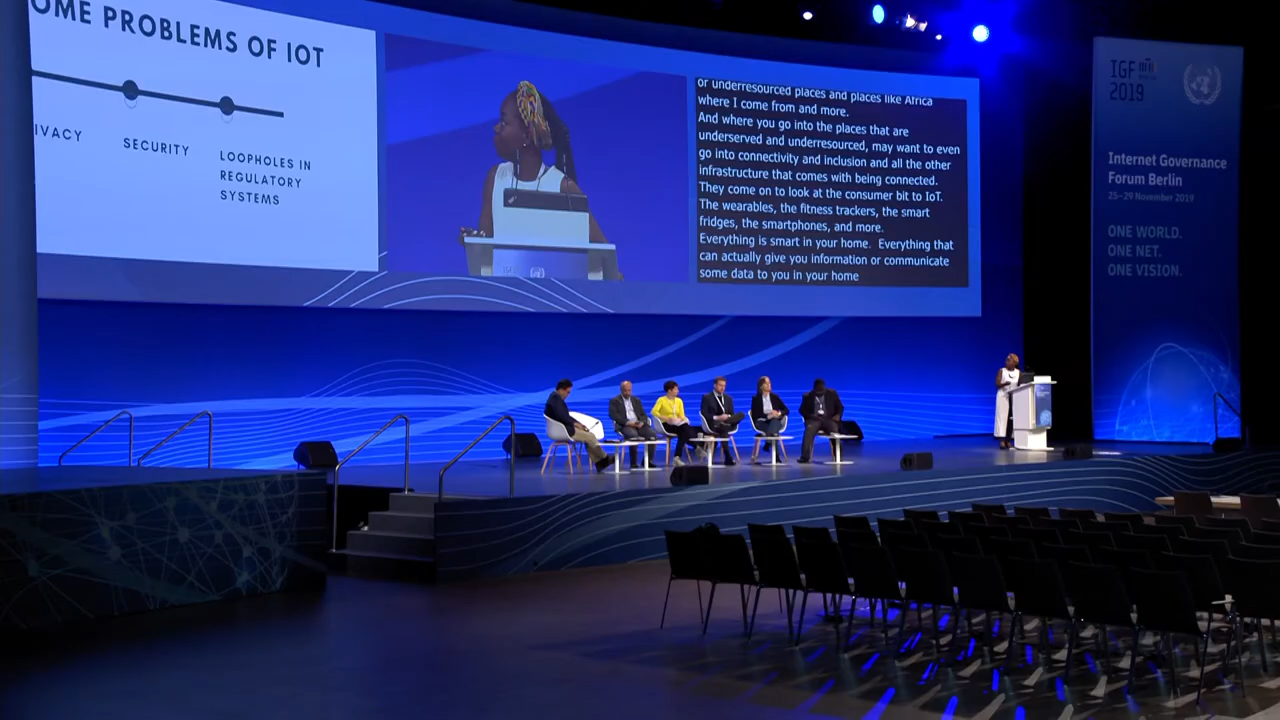 OME PROBLEMS OF IOT
IVACY
SECURITY
LOOPHOLES IN
REGULATORY
SYSTEMS
or underresourced places and places like Africa
where I come from and more.
And where you go into the places that are
underserved and underresourced, may want to even
go into connectivity and inclusion and all the other
infrastructure that comes with being connected.
They come on to look at the consumer bit to IoT.
The wearables, the fitness trackers, the smart
fridges, the smartphones, and more.
Everything is smart in your home.  Everything that
can actually give you information or communicate
some data to you in your home
IGF
2019
Internet Governance
Forum Berlin
25–29 November 2019
ONE WORLD.
ONE NET.
ONE VISION.